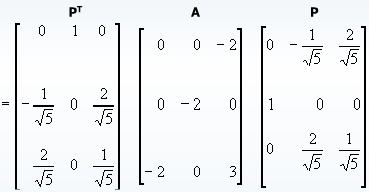 Pᵀ A P
= [ 0 1 0 ] [ 0 0 −2 ] [ 0 −1/√5 2/√5 ]
[ −1/√5 0 2/√5 ] [ 0 −2 0 ] [ 1 0 0 ]
[ 2/√5 0 1/√5 ] [ −2 0 3 ] [ 0 2/√5 1/√5 ]